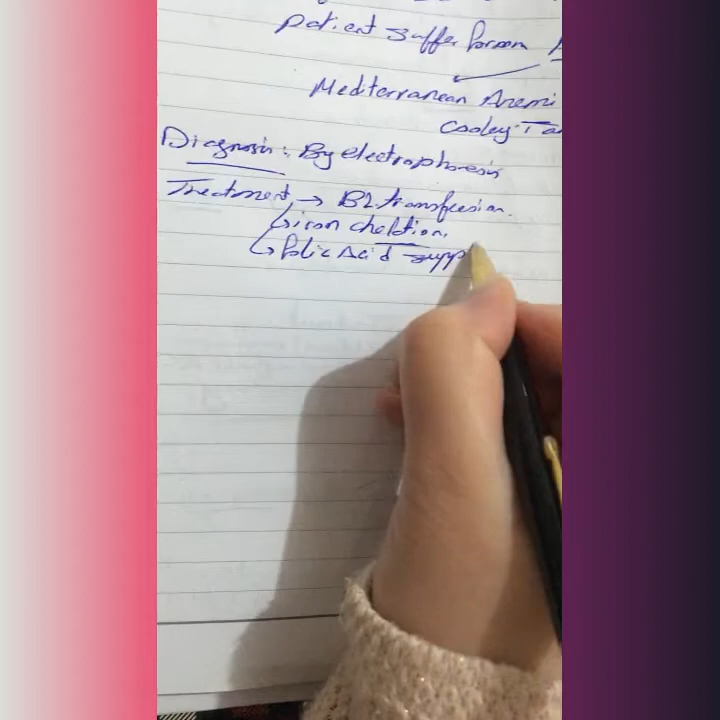 Patient suffer from
Mediterranean Anemi
Cooley
Diagnosis: By electrophoresis
Treatment → Bl. transfusion.
↳ iron chelation.
↳ Folic Acid supp